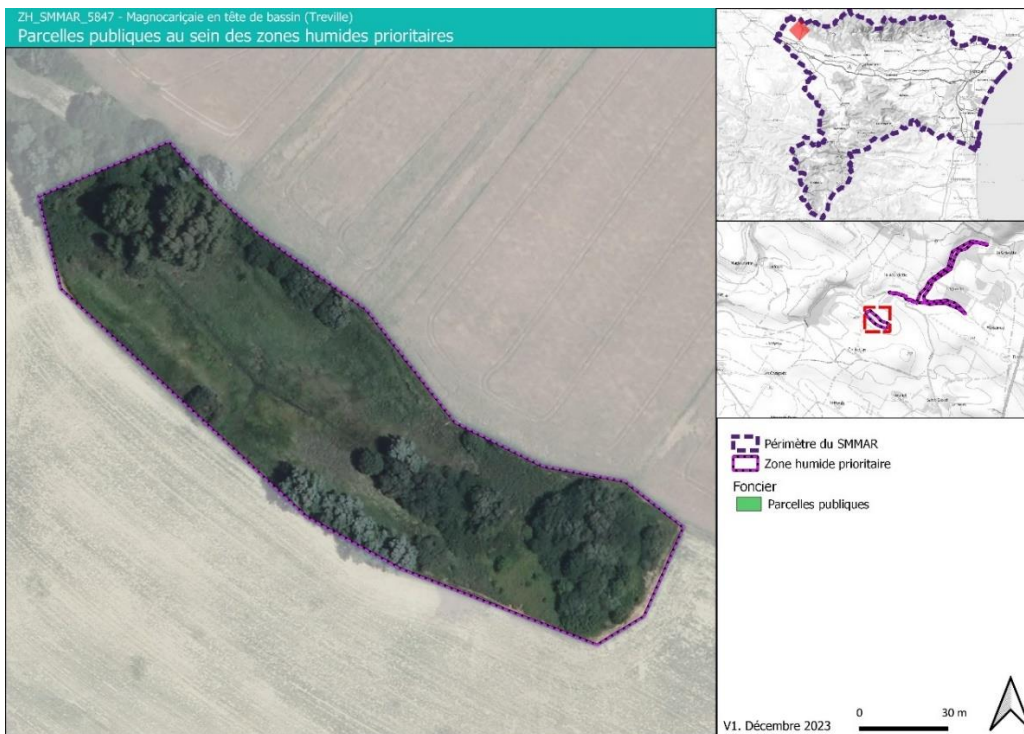 ZH_SMMAR_5847 - Magnocariçaie en tête de bassin (Treville)
Parcelles publiques au sein des zones humides prioritaires
Périmètre du SMMAR
Zone humide prioritaire
Foncier
Parcelles publiques
V1. Décembre 2023
0 30 m